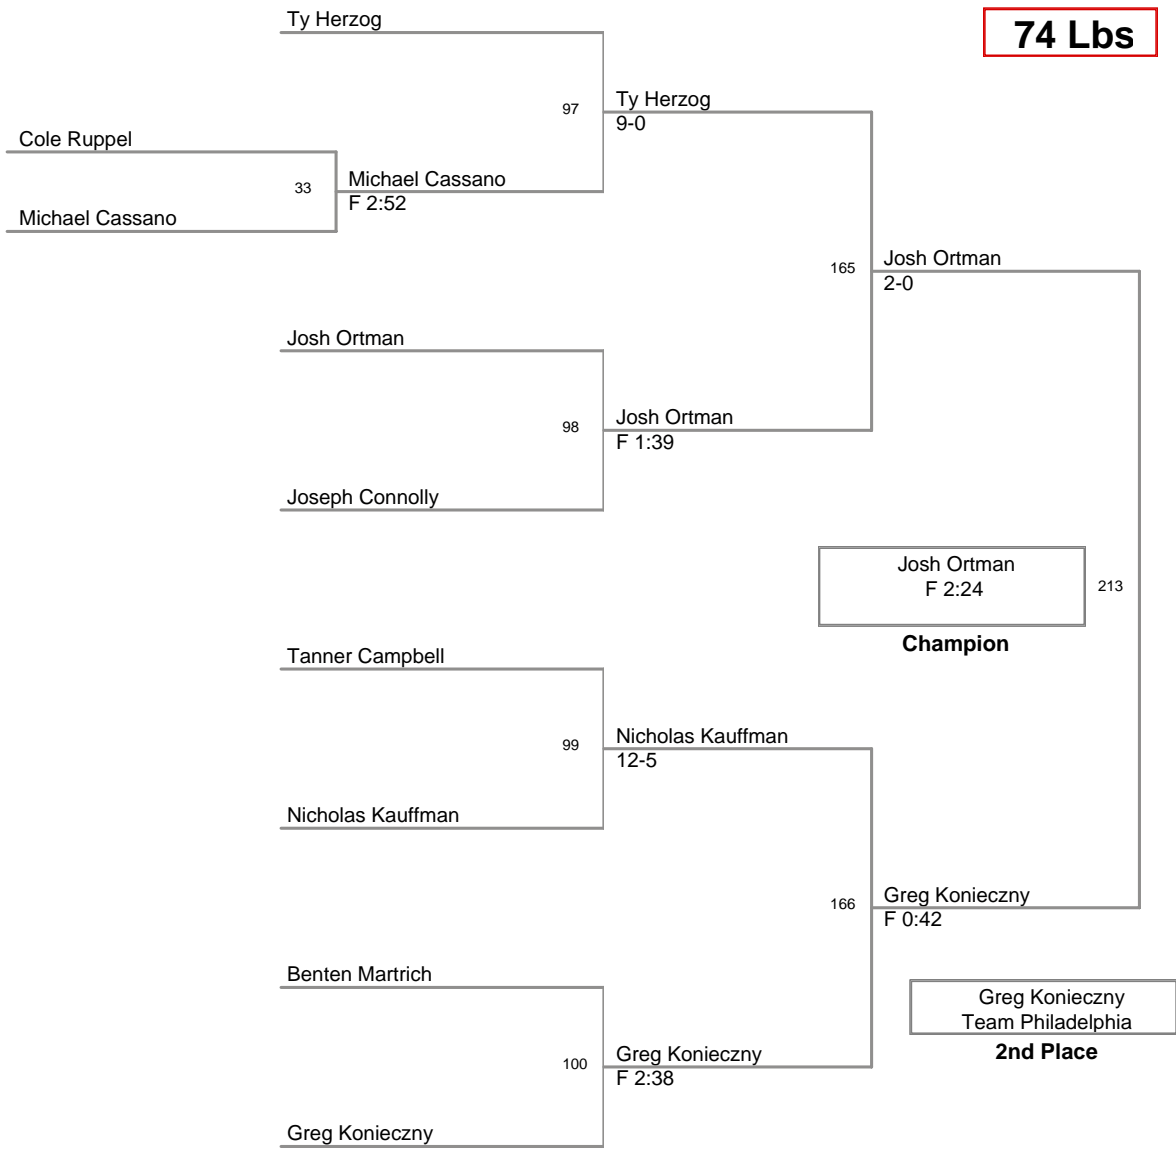 Ty Herzog
74 Lbs
97
Ty Herzog
9-0
Cole Ruppel
33
Michael Cassano
F 2:52
Michael Cassano
165
Josh Ortman
2-0
Josh Ortman
98
Josh Ortman
F 1:39
Joseph Connolly
Josh Ortman
F 2:24
213
Champion
Tanner Campbell
99
Nicholas Kauffman
12-5
Nicholas Kauffman
166
Greg Konieczny
F 0:42
Benten Martrich
Greg Konieczny
Team Philadelphia
2nd Place
100
Greg Konieczny
F 2:38
Greg Konieczny